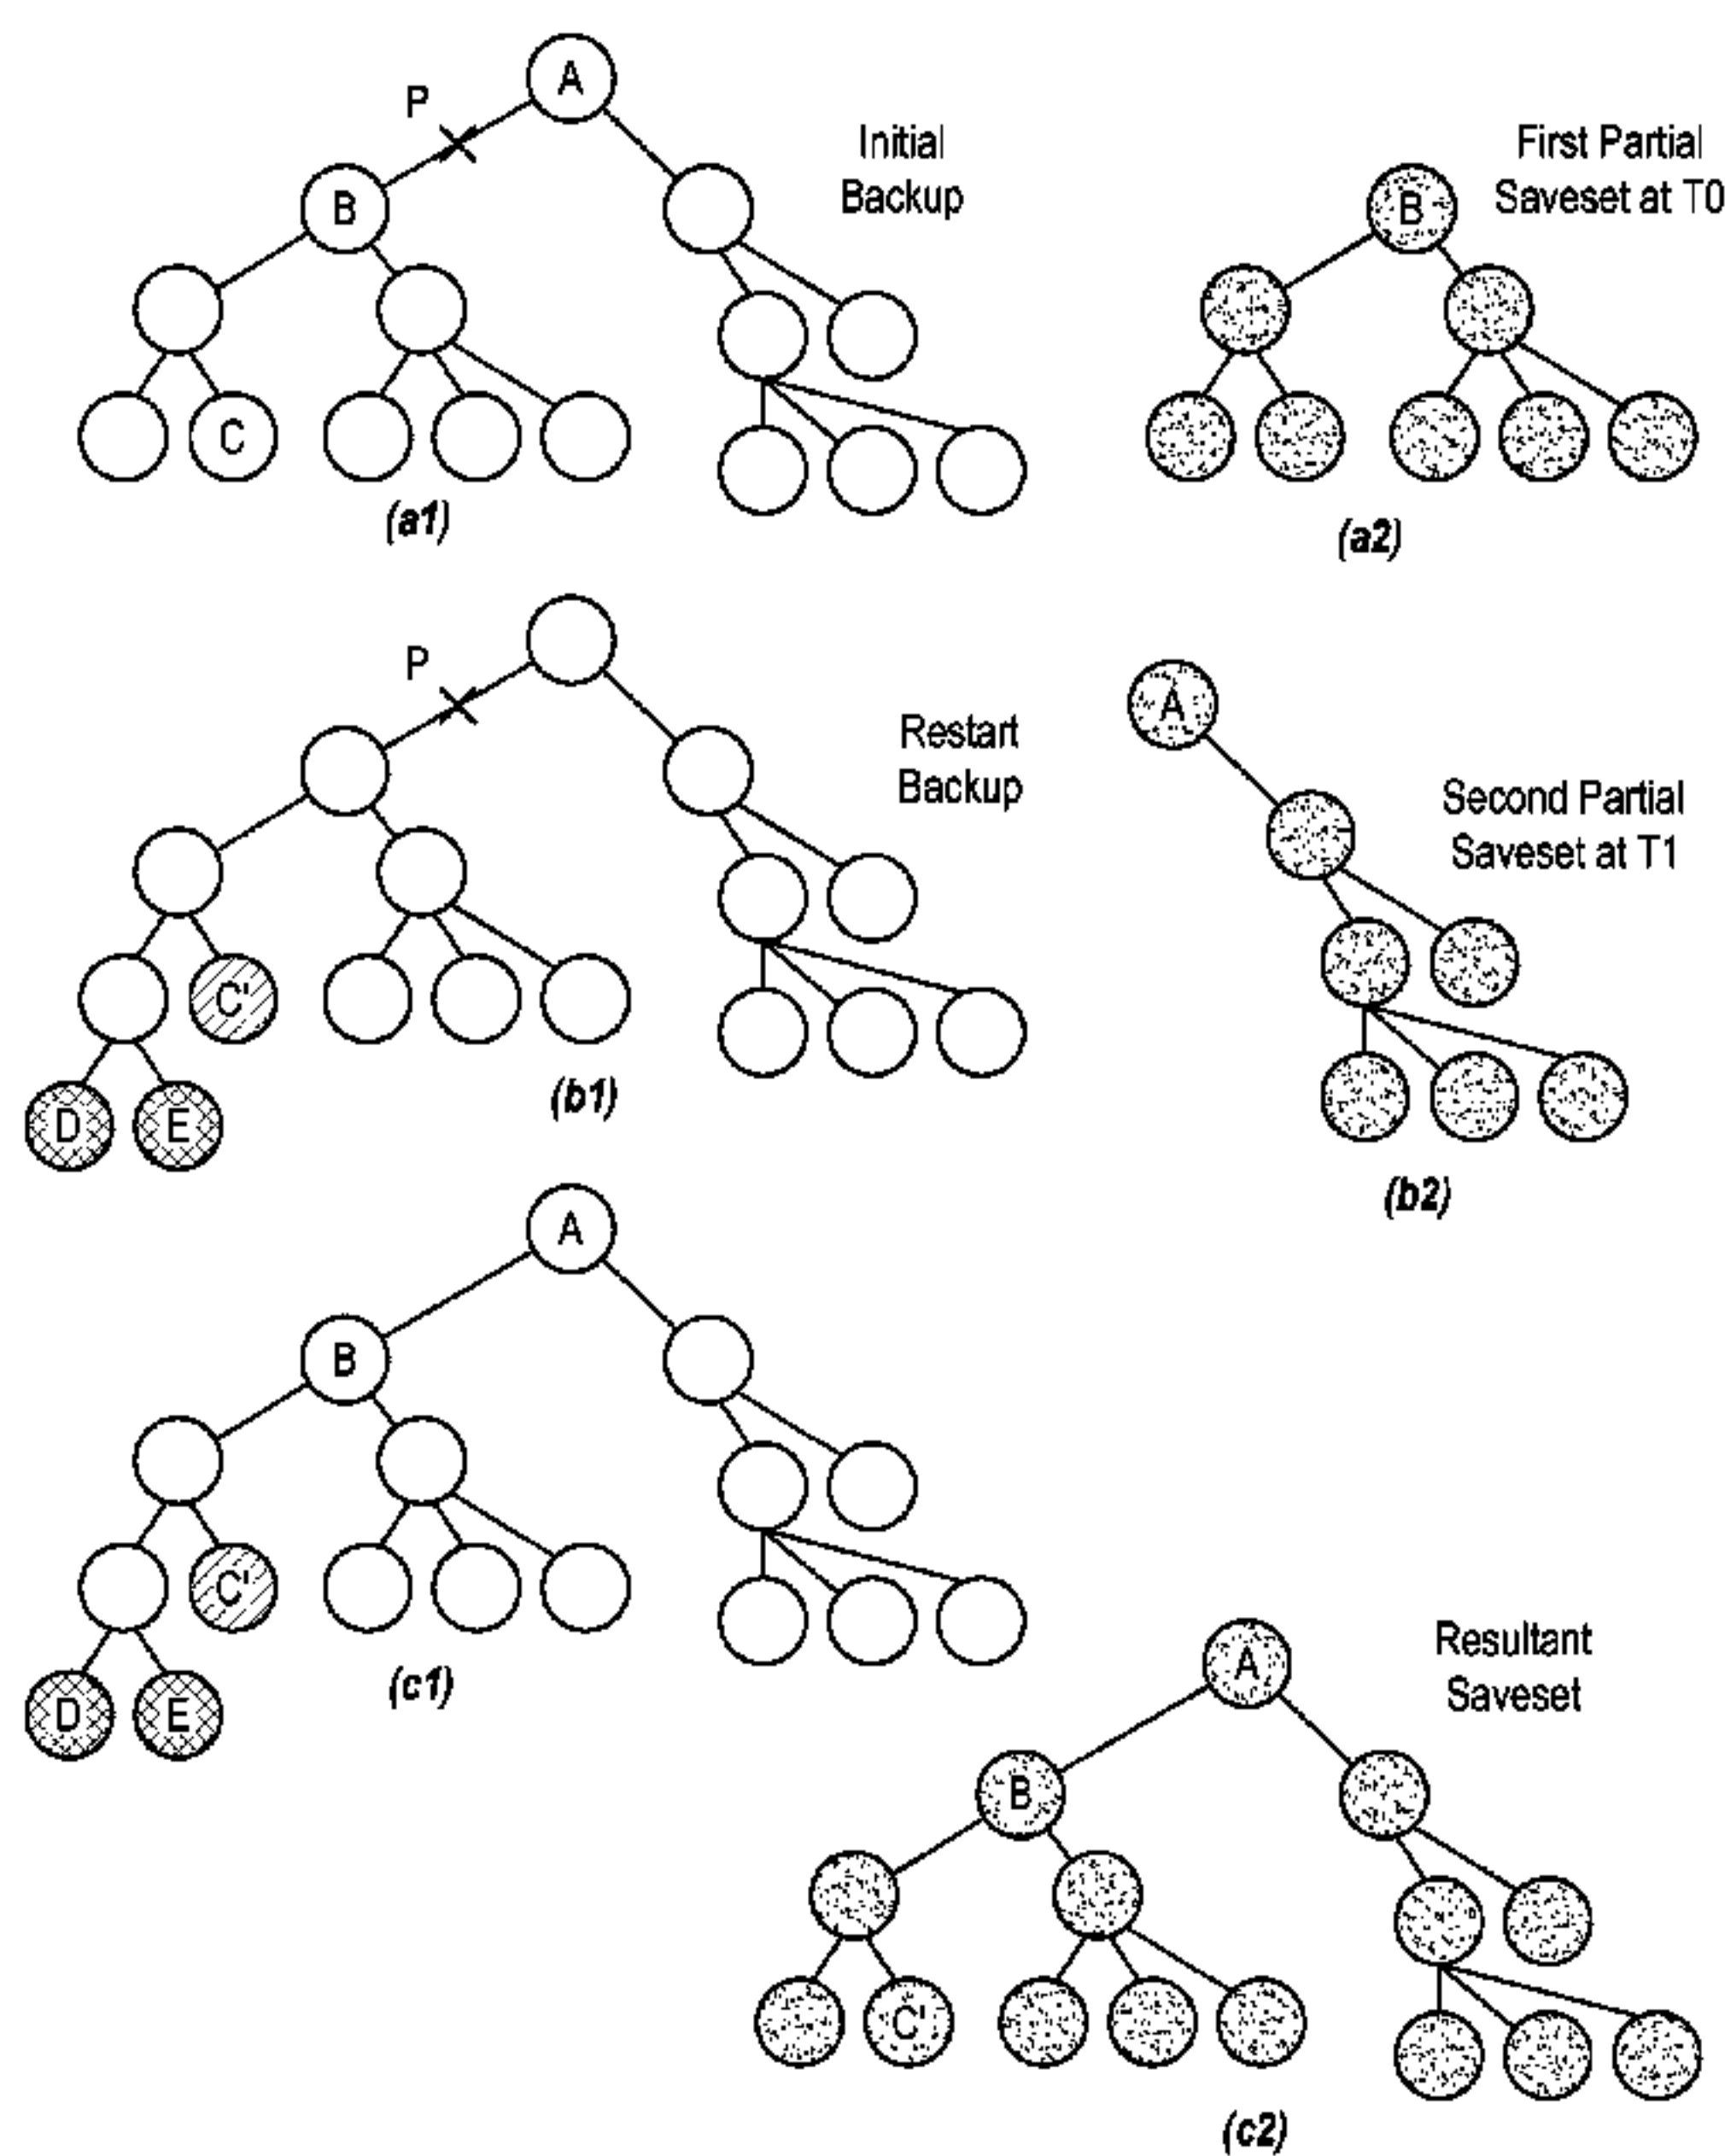 A
P
Initial
Backup
First Partial
Saveset at T0
B
B
C
(a1)
(a2)
P
Restart
Backup
A
Second Partial
Saveset at T1
C'
D
E
(b1)
(b2)
A
B
C'
D
E
(c1)
A
Resultant
Saveset
B
C'
(c2)